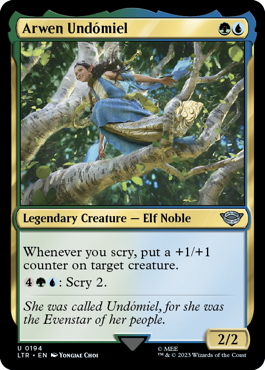 Arwen Undómiel
Legendary Creature — Elf Noble
Whenever you scry, put a +1/+1
counter on target creature.
4: Scry 2.
She was called Undómiel, for she was
the Evenstar of her people.
2/2
U 0194
LTR • EN Yongjae Choi
© MEE
™ & © 2023 Wizards of the Coast